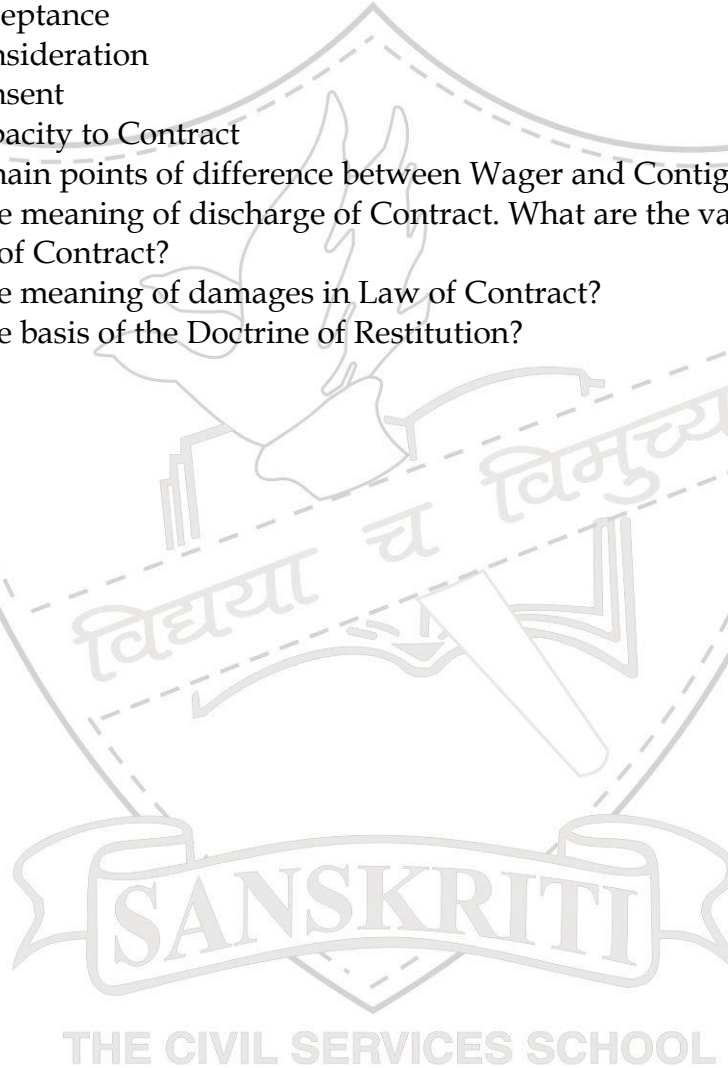 eptance
nsideration
nsent
pacity to Contract
nain points of difference between Wager and Contig
e meaning of discharge of Contract. What are the va
of Contract?
e meaning of damages in Law of Contract?
e basis of the Doctrine of Restitution?
विद्यया च विमुच्य
SANSKRITI
THE CIVIL SERVICES SCHOOL